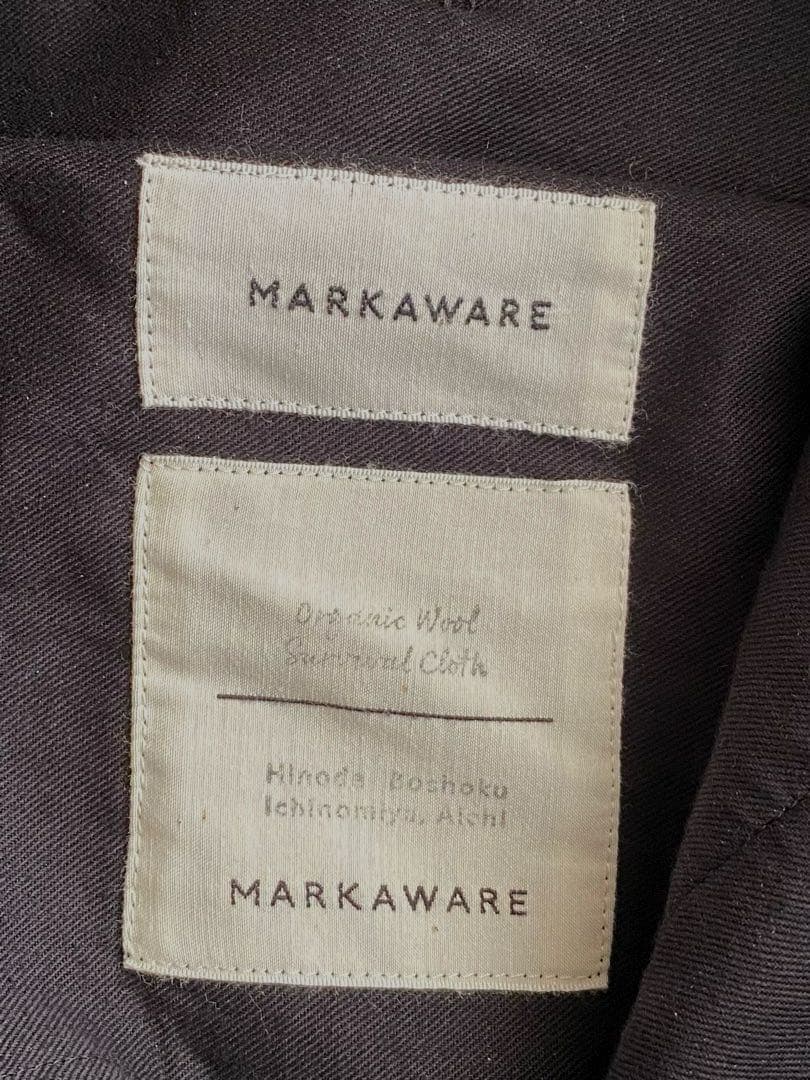 MARKAWARE
Organic Wool
Survival Cloth
Hinode Boshoku
Ichinomiya, Aichi
MARKAWARE